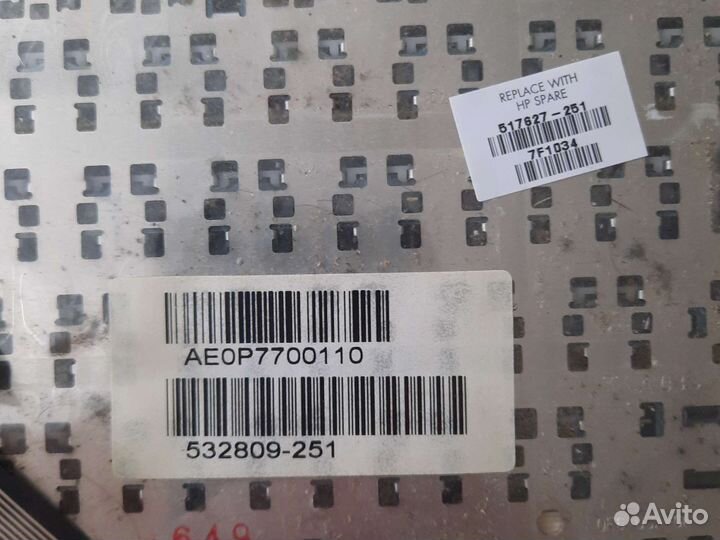 REPLACE WITH
HP SPARE
517627-251
7F1034
AE0P7700110
532809-251
649
Avito